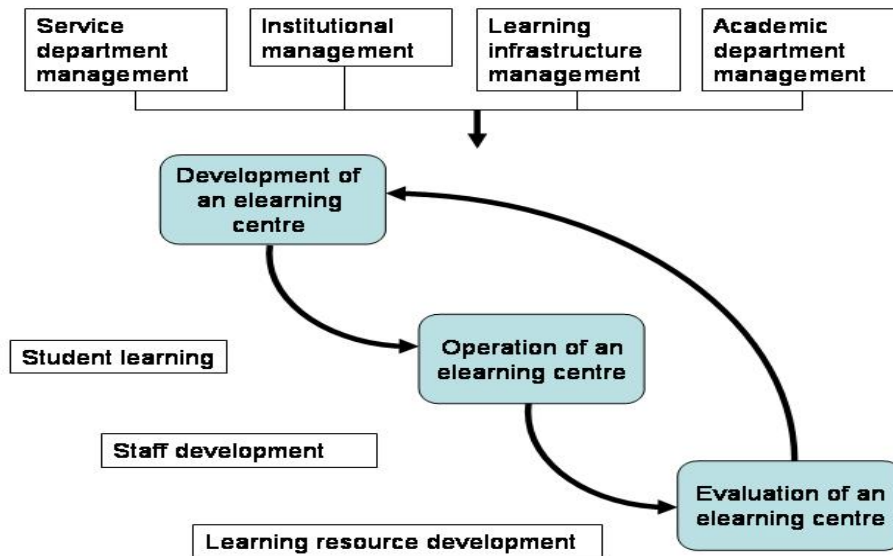 Service
department
management
Institutional
management
Learning
infrastructure
management
Academic
department
management
Development of
an elearning
centre
Operation of an
elearning centre
Student learning
Staff development
Evaluation of an
elearning centre
Learning resource development